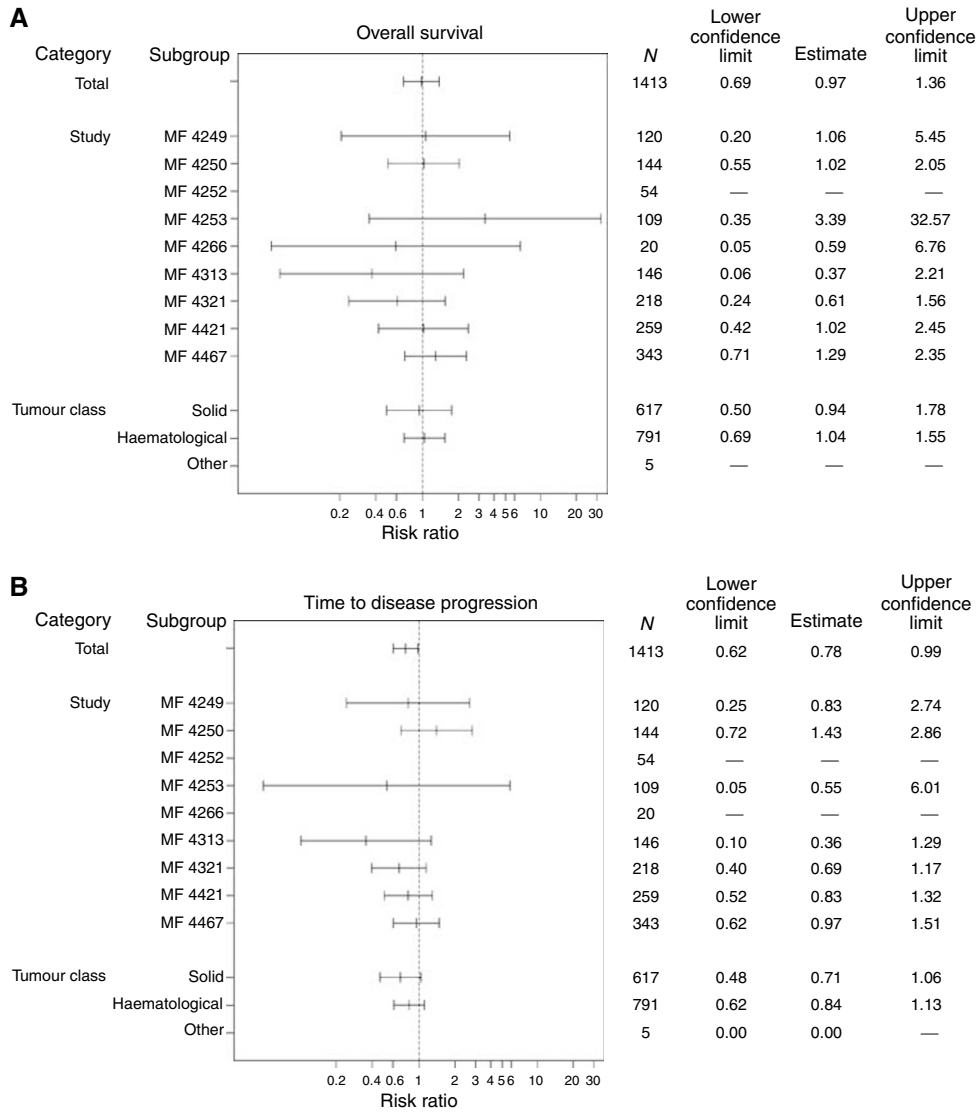 A
Overall survival
Category Subgroup N Lower confidence limit Estimate Upper confidence limit
Total 1413 0.69 0.97 1.36
Study MF 4249 120 0.20 1.06 5.45
MF 4250 144 0.55 1.02 2.05
MF 4252 54 — — —
MF 4253 109 0.35 3.39 32.57
MF 4266 20 0.05 0.59 6.76
MF 4313 146 0.06 0.37 2.21
MF 4321 218 0.24 0.61 1.56
MF 4421 259 0.42 1.02 2.45
MF 4467 343 0.71 1.29 2.35
Tumour class Solid 617 0.50 0.94 1.78
Haematological 791 0.69 1.04 1.55
Other 5 — — —
0.2 0.4 0.6 1 2 3 4 5 6 10 20 30
Risk ratio
B
Time to disease progression
Category Subgroup N Lower confidence limit Estimate Upper confidence limit
Total 1413 0.62 0.78 0.99
Study MF 4249 120 0.25 0.83 2.74
MF 4250 144 0.72 1.43 2.86
MF 4252 54 — — —
MF 4253 109 0.05 0.55 6.01
MF 4266 20 — — —
MF 4313 146 0.10 0.36 1.29
MF 4321 218 0.40 0.69 1.17
MF 4421 259 0.52 0.83 1.32
MF 4467 343 0.62 0.97 1.51
Tumour class Solid 617 0.48 0.71 1.06
Haematological 791 0.62 0.84 1.13
Other 5 0.00 0.00 —
0.2 0.4 0.6 1 2 3 4 5 6 10 20 30
Risk ratio